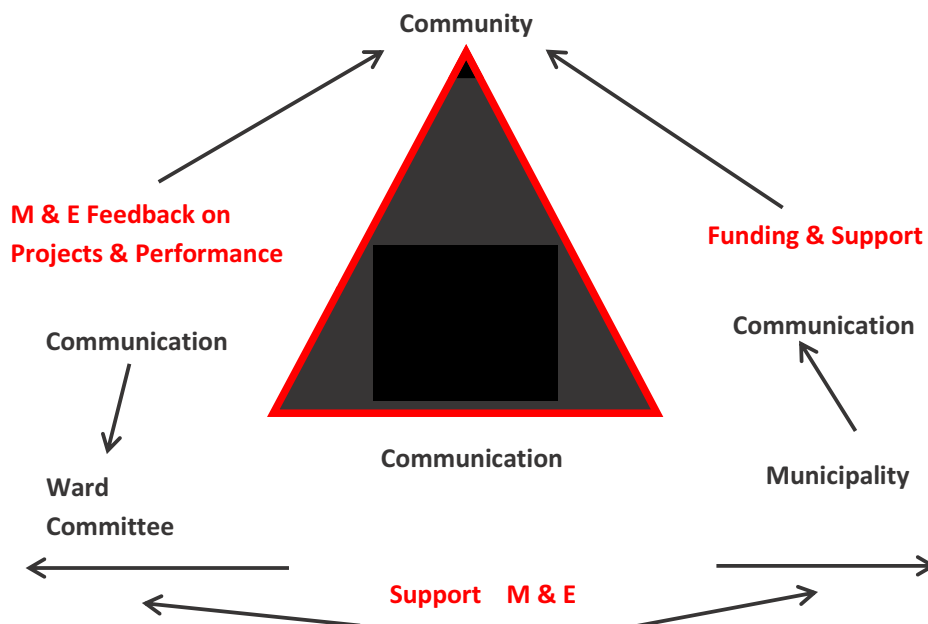 Community
M & E Feedback on
Projects & Performance
Funding & Support
Communication
Communication
Communication
Ward
Committee
Municipality
Support M & E